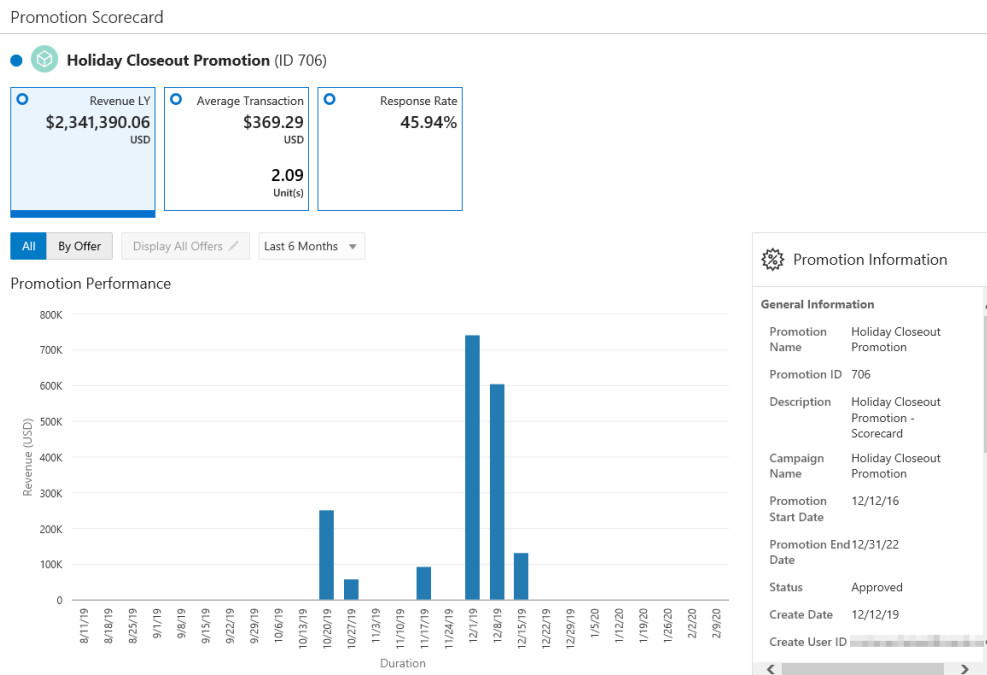 Promotion Scorecard
Holiday Closeout Promotion (ID 706)
Revenue LY
$2,341,390.06
USD
Average Transaction
$369.29
USD
2.09
Unit(s)
Response Rate
45.94%
All
By Offer
Display All Offers
Last 6 Months
Promotion Performance
800K
700K
600K
500K
400K
300K
200K
100K
0
Revenue (USD)
8/11/19
8/18/19
8/25/19
9/1/19
9/8/19
9/15/19
9/22/19
9/29/19
10/6/19
10/13/19
10/20/19
10/27/19
11/3/19
11/10/19
11/17/19
11/24/19
12/1/19
12/8/19
12/15/19
12/22/19
12/29/19
1/5/20
1/12/20
1/19/20
1/26/20
2/2/20
2/9/20
Duration
Promotion Information
General Information
Promotion Name
Holiday Closeout
Promotion
Promotion ID 706
Description
Holiday Closeout
Promotion -
Scorecard
Campaign Name
Holiday Closeout
Promotion
Promotion Start Date
12/12/16
Promotion End Date
12/31/22
Status Approved
Create Date 12/12/19
Create User ID